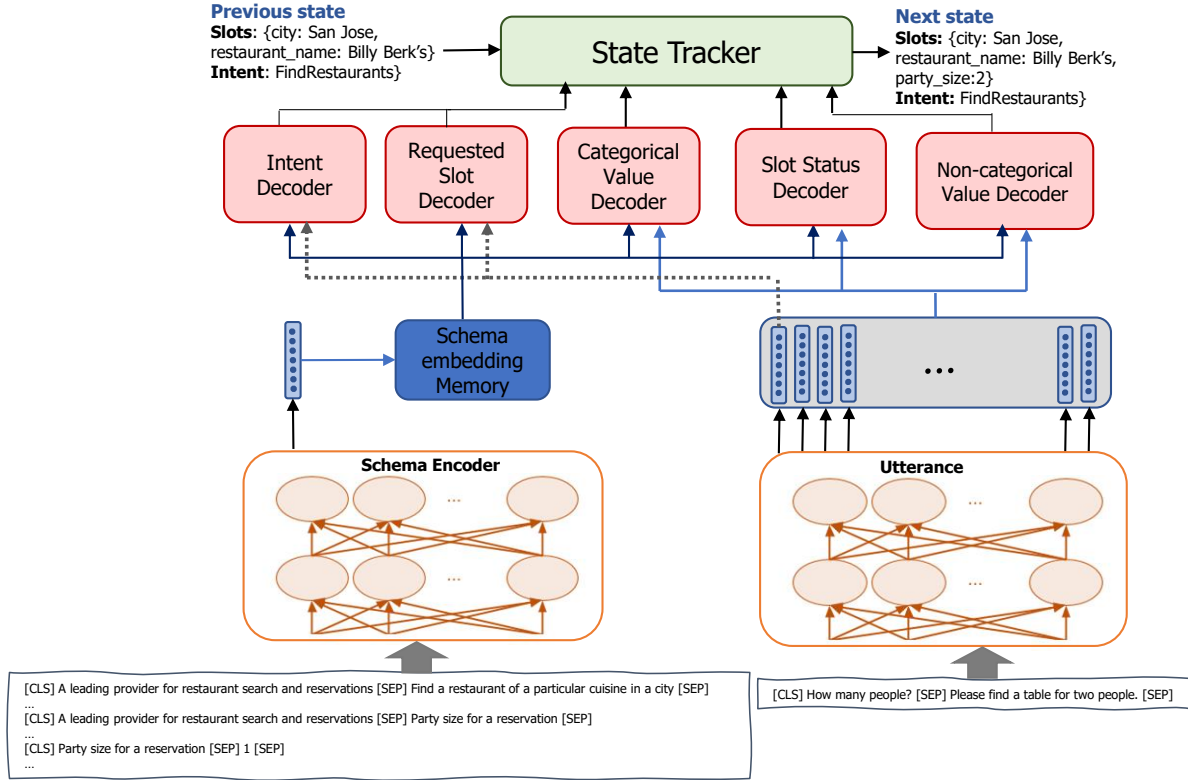 Previous state
Slots: {city: San Jose,
restaurant_name: Billy Berk's}
Intent: FindRestaurants}
State Tracker
Next state
Slots: {city: San Jose,
restaurant_name: Billy Berk's,
party_size:2}
Intent: FindRestaurants}
Intent
Decoder
Requested
Slot
Decoder
Categorical
Value
Decoder
Slot Status
Decoder
Non-categorical
Value Decoder
Schema
embedding
Memory
...
Schema Encoder
...
...
Utterance
...
...
[CLS] A leading provider for restaurant search and reservations [SEP] Find a restaurant of a particular cuisine in a city [SEP]
...
[CLS] A leading provider for restaurant search and reservations [SEP] Party size for a reservation [SEP]
...
[CLS] Party size for a reservation [SEP] 1 [SEP]
...
[CLS] How many people? [SEP] Please find a table for two people. [SEP]